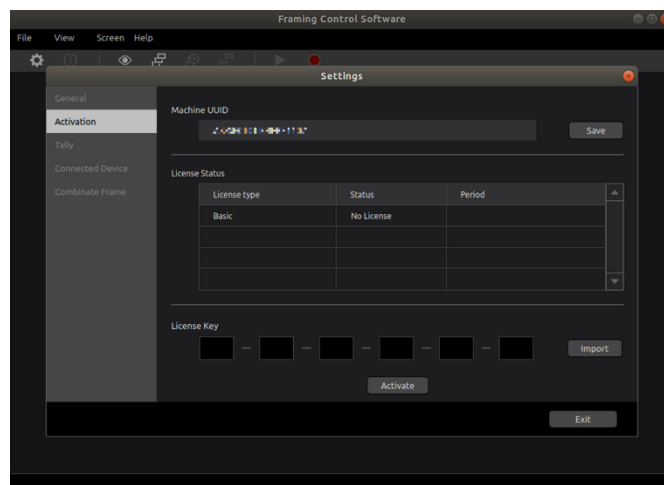 Framing Control Software
File View Screen Help
Settings
General
Activation
Tally
Connected Device
Combinate Frame
Machine UUID
Save
License Status
License type Status Period
Basic No License
License Key
Import
Activate
Exit